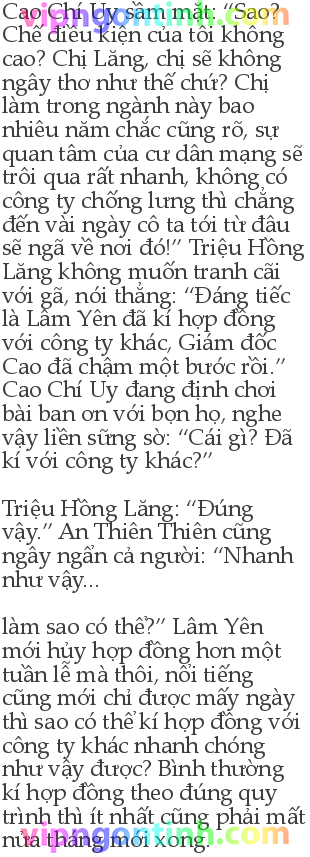 Cao Chí Uy sầm mặt: “Sao?
Chê điều kiện của tôi không
cao? Chị Lăng, chị sẽ không
ngây thơ như thế chứ? Chị
làm trong ngành này bao
nhiêu năm chắc cũng rõ, sự
quan tâm của cư dân mạng sẽ
trôi qua rất nhanh, không có
công ty chống lưng thì chẳng
đến vài ngày cô ta tới từ đâu
sẽ ngã về nơi đó!” Triệu Hồng
Lăng không muốn tranh cãi
với gã, nói thẳng: “Đáng tiếc
là Lâm Yên đã kí hợp đồng
với công ty khác, Giám đốc
Cao đã chậm một bước rồi.”
Cao Chí Uy đang định chơi
bài ban ơn với bọn họ, nghe
vậy liền sững sờ: “Cái gì? Đã
kí với công ty khác?”
Triệu Hồng Lăng: “Đúng
vậy.” An Thiên Thiên cũng
ngây ngẩn cả người: “Nhanh
như vậy...
làm sao có thể?” Lâm Yên
mới hủy hợp đồng hơn một
tuần lễ mà thôi, nổi tiếng
cũng mới chỉ được mấy ngày
thì sao có thể kí hợp đồng với
công ty khác nhanh chóng
như vậy được? Bình thường
kí hợp đồng theo đúng quy
trình thì ít nhất cũng phải mất
nửa tháng mới xong.
vipngontinh.com
vipngontinh.com